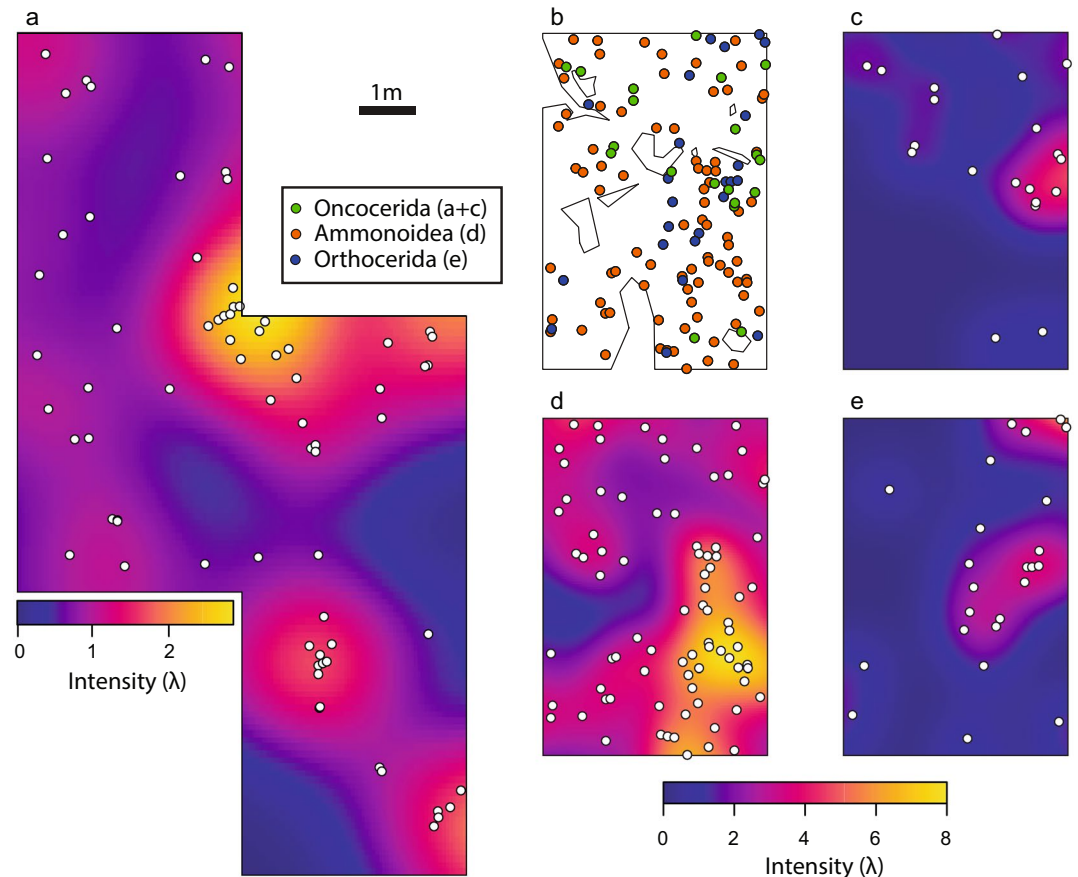 a
b
c
1m
Oncocerida (a+c)
Ammonoidea (d)
Orthocerida (e)
d
e
0 1 2
Intensity (λ)
0 2 4 6 8
Intensity (λ)